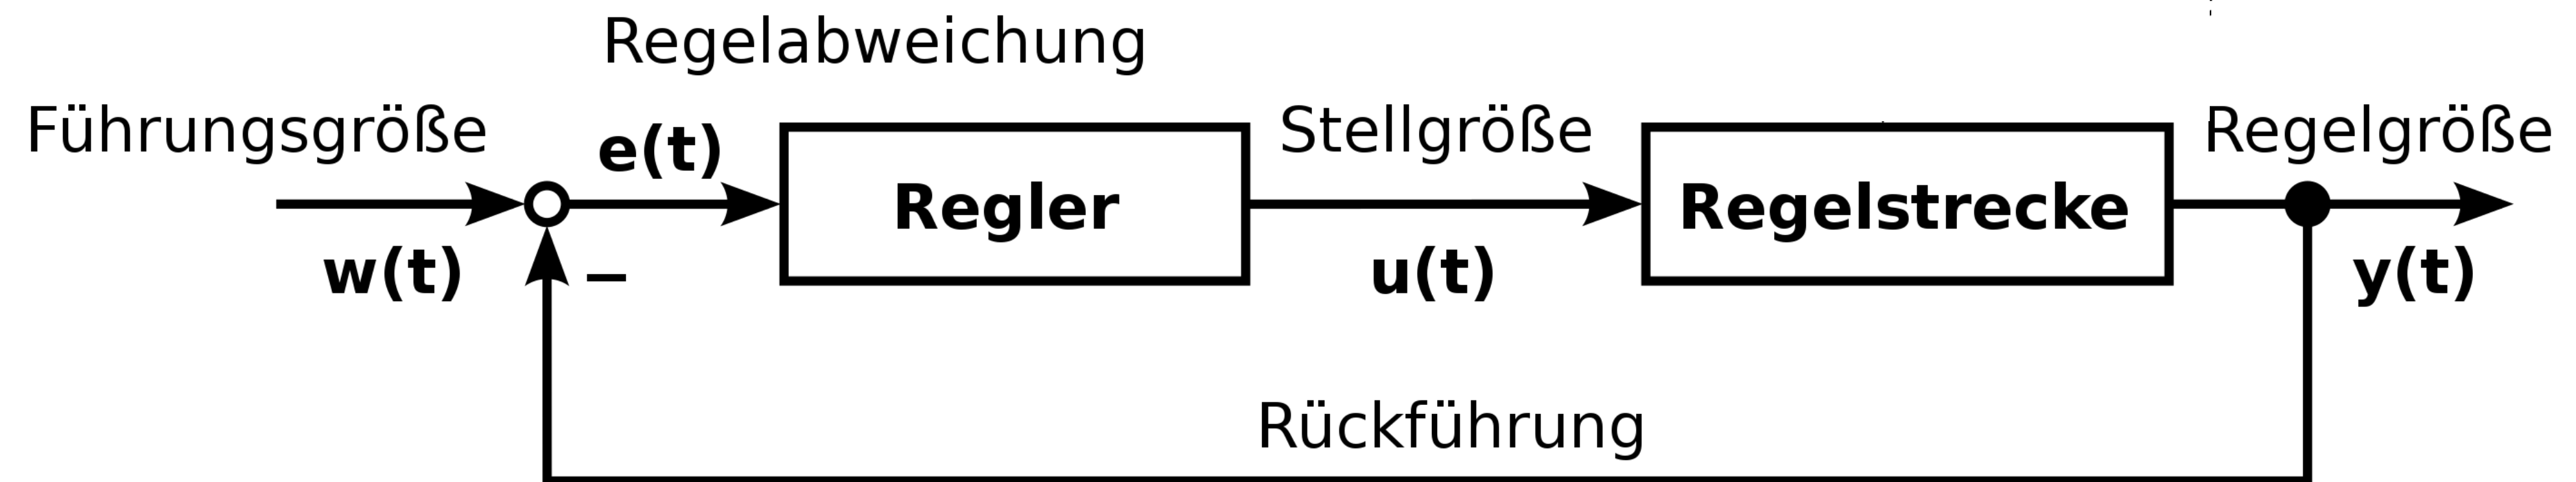 Regelabweichung
Führungsgröße
e(t)
Stellgröße
Regelgröße
Regler
Regelstrecke
w(t)
–
u(t)
y(t)
Rückführung